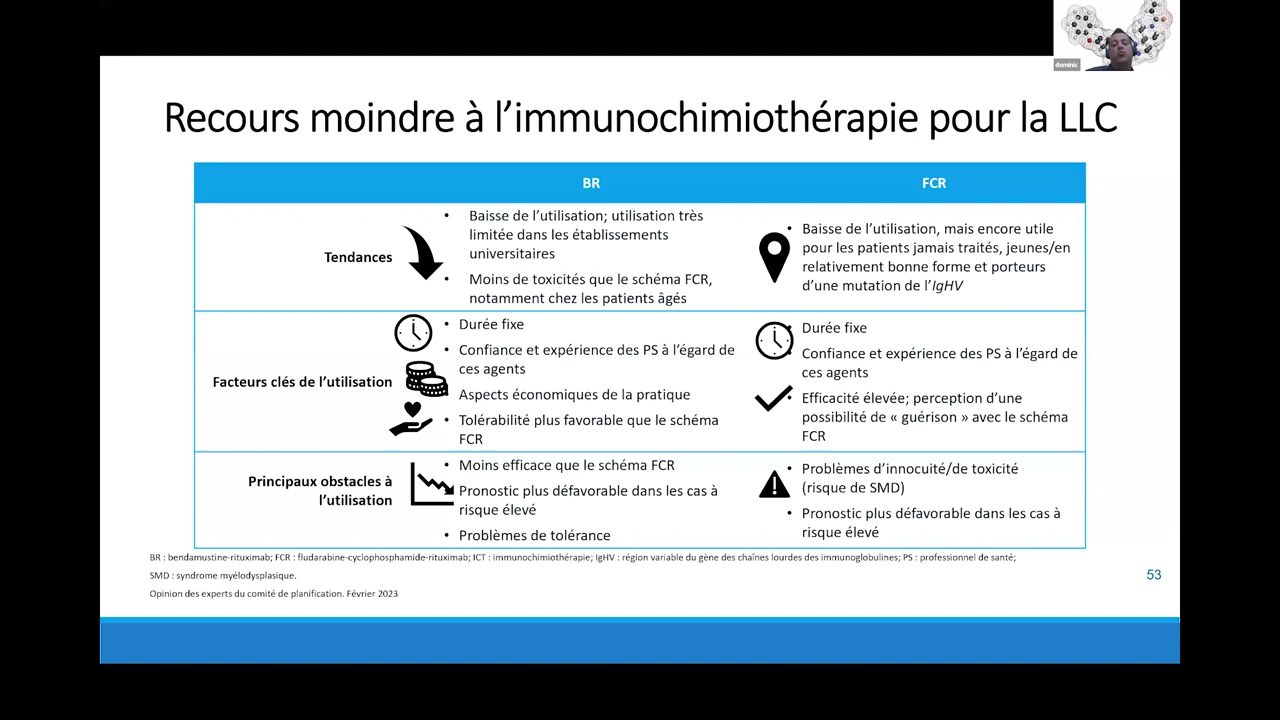 dominic
Recours moindre à l'immunochimiothérapie pour la LLC
BR
FCR
Tendances
• Baisse de l'utilisation; utilisation très
limitée dans les établissements
universitaires
• Moins de toxicités que le schéma FCR,
notamment chez les patients âgés
• Baisse de l'utilisation, mais encore utile
pour les patients jamais traités, jeunes/en
relativement bonne forme et porteurs
d'une mutation de l'IgHV
Facteurs clés de l'utilisation
• Durée fixe
• Confiance et expérience des PS à l'égard de
ces agents
• Aspects économiques de la pratique
• Tolérabilité plus favorable que le schéma
FCR
• Durée fixe
• Confiance et expérience des PS à l'égard de
ces agents
• Efficacité élevée; perception d'une
possibilité de « guérison » avec le schéma
FCR
Principaux obstacles à
l'utilisation
• Moins efficace que le schéma FCR
• Pronostic plus défavorable dans les cas à
risque élevé
• Problèmes de tolérance
• Problèmes d'innocuité/de toxicité
(risque de SMD)
• Pronostic plus défavorable dans les cas à
risque élevé
BR : bendamustine-rituximab; FCR : fludarabine-cyclophosphamide-rituximab; ICT : immunochimiothérapie; IgHV : région variable du gène des chaînes lourdes des immunoglobulines; PS : professionnel de santé;
SMD : syndrome myélodysplasique.
Opinion des experts du comité de planification. Février 2023
53